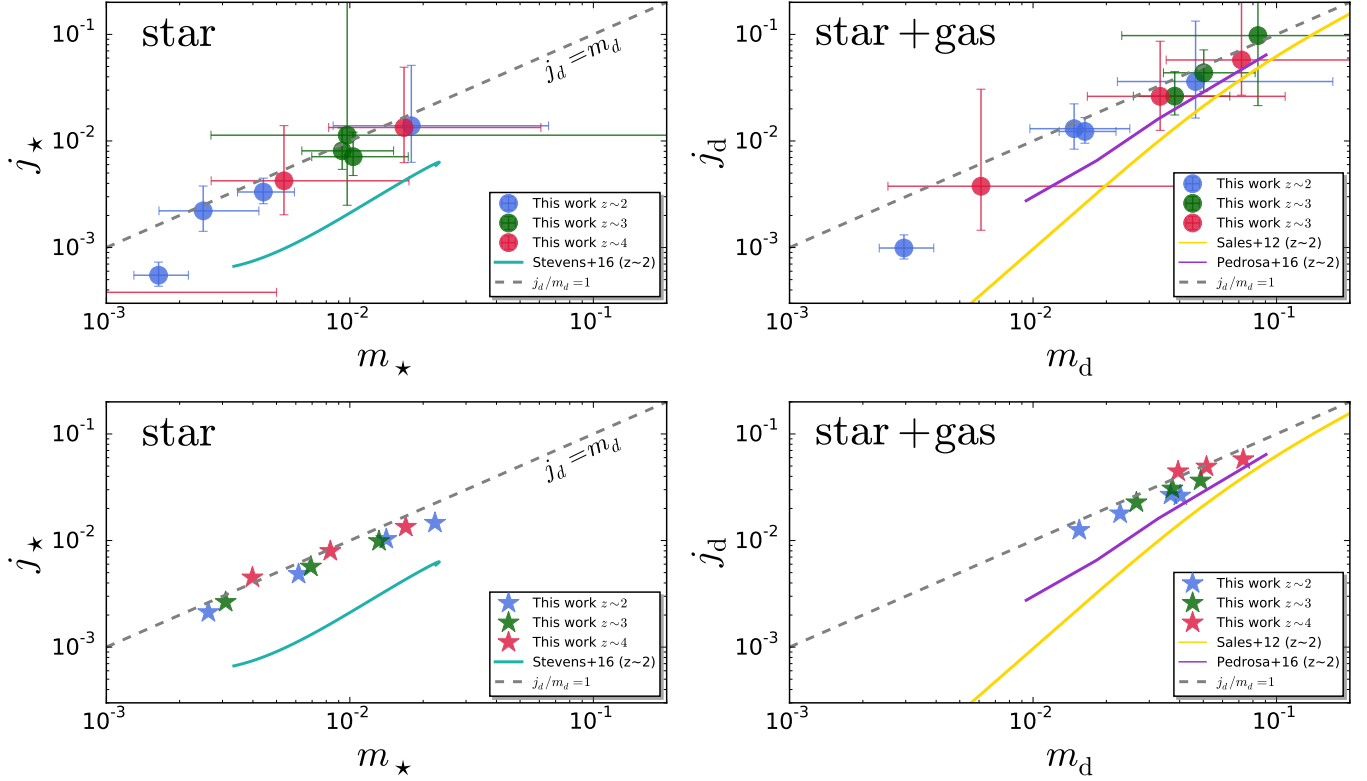 star
j_d = m_d
10^-1
10^-2
10^-3
j_★
10^-3 10^-2 10^-1
m_★
This work z~2
This work z~3
This work z~4
Stevens+16 (z~2)
j_d/m_d = 1
star + gas
10^-1
10^-2
10^-3
j_d
10^-3 10^-2 10^-1
m_d
This work z~2
This work z~3
This work z~3
Sales+12 (z~2)
Pedrosa+16 (z~2)
j_d/m_d = 1
star
j_d = m_d
10^-1
10^-2
10^-3
j_★
10^-3 10^-2 10^-1
m_★
This work z~2
This work z~3
This work z~4
Stevens+16 (z~2)
j_d/m_d = 1
star + gas
10^-1
10^-2
10^-3
j_d
10^-3 10^-2 10^-1
m_d
This work z~2
This work z~3
This work z~4
Sales+12 (z~2)
Pedrosa+16 (z~2)
j_d/m_d = 1